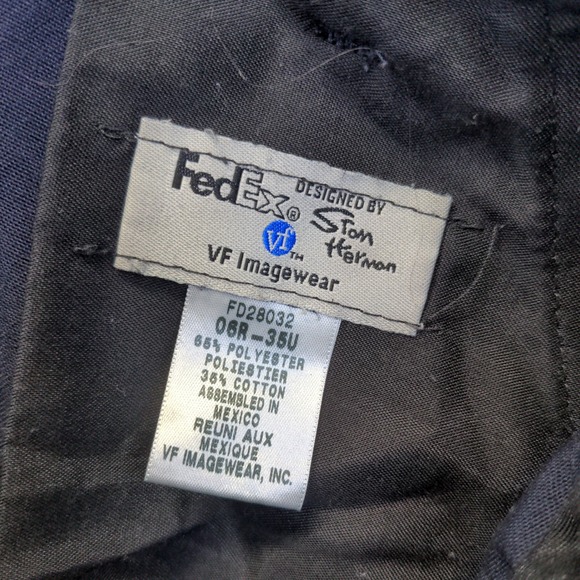 FedEx®
DESIGNED BY
Stan
Herman
vf™
VF Imagewear
FD28032
06R-35U
65% POLYESTER
POLIESTIER
35% COTTON
ASSEMBLED IN
MEXICO
REUNI AUX
MEXIQUE
VF IMAGEWEAR, INC.